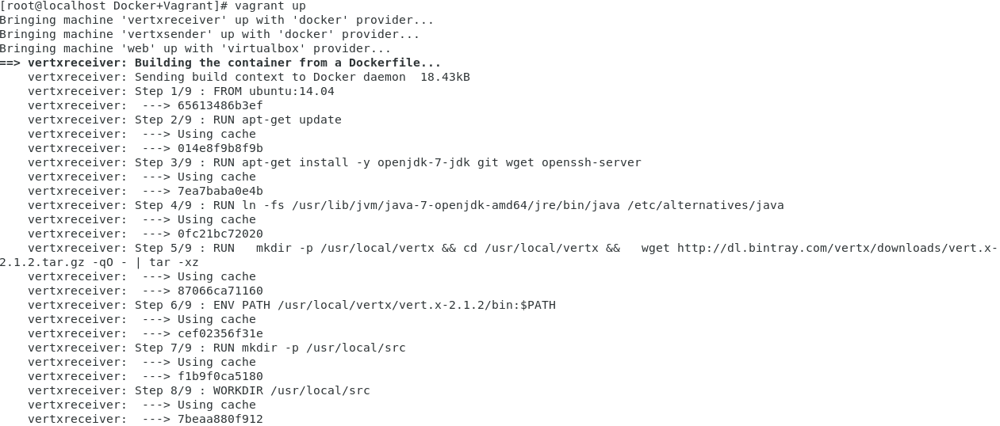 [root@localhost Docker+Vagrant]# vagrant up
Bringing machine 'vertxreceiver' up with 'docker' provider...
Bringing machine 'vertxsender' up with 'docker' provider...
Bringing machine 'web' up with 'virtualbox' provider...
==> vertxreceiver: Building the container from a Dockerfile...
    vertxreceiver: Sending build context to Docker daemon  18.43kB
    vertxreceiver: Step 1/9 : FROM ubuntu:14.04
    vertxreceiver:  ---> 65613486b3ef
    vertxreceiver: Step 2/9 : RUN apt-get update
    vertxreceiver:  ---> Using cache
    vertxreceiver:  ---> 014e8f9b8f9b
    vertxreceiver: Step 3/9 : RUN apt-get install -y openjdk-7-jdk git wget openssh-server
    vertxreceiver:  ---> Using cache
    vertxreceiver:  ---> 7ea7baba0e4b
    vertxreceiver: Step 4/9 : RUN ln -fs /usr/lib/jvm/java-7-openjdk-amd64/jre/bin/java /etc/alternatives/java
    vertxreceiver:  ---> Using cache
    vertxreceiver:  ---> 0fc21bc72020
    vertxreceiver: Step 5/9 : RUN   mkdir -p /usr/local/vertx && cd /usr/local/vertx &&   wget http://dl.bintray.com/vertx/downloads/vert.x-
2.1.2.tar.gz -qO - | tar -xz
    vertxreceiver:  ---> Using cache
    vertxreceiver:  ---> 87066ca71160
    vertxreceiver: Step 6/9 : ENV PATH /usr/local/vertx/vert.x-2.1.2/bin:$PATH
    vertxreceiver:  ---> Using cache
    vertxreceiver:  ---> cef02356f31e
    vertxreceiver: Step 7/9 : RUN mkdir -p /usr/local/src
    vertxreceiver:  ---> Using cache
    vertxreceiver:  ---> f1b9f0ca5180
    vertxreceiver: Step 8/9 : WORKDIR /usr/local/src
    vertxreceiver:  ---> Using cache
    vertxreceiver:  ---> 7beaa880f912